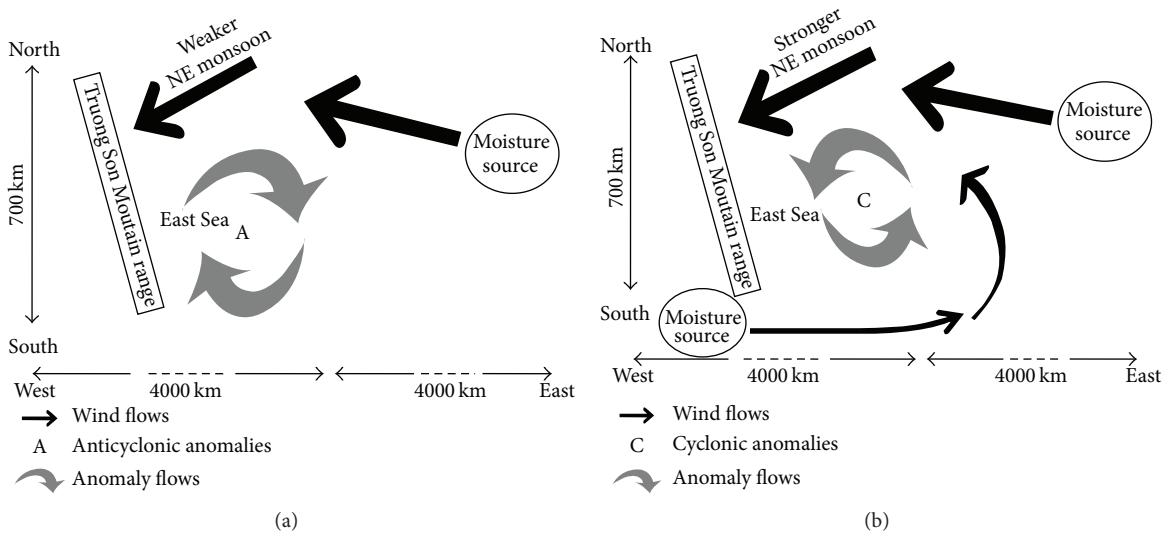 North
Weaker
NE monsoon
Truong Son Moutain range
Moisture
source
700 km
East Sea
A
South
West
4000 km
4000 km
East
Wind flows
A Anticyclonic anomalies
Anomaly flows
(a)
North
Stronger
NE monsoon
Truong Son Moutain range
Moisture
source
700 km
C
East Sea
South
Moisture
source
West
4000 km
4000 km
East
Wind flows
C Cyclonic anomalies
Anomaly flows
(b)